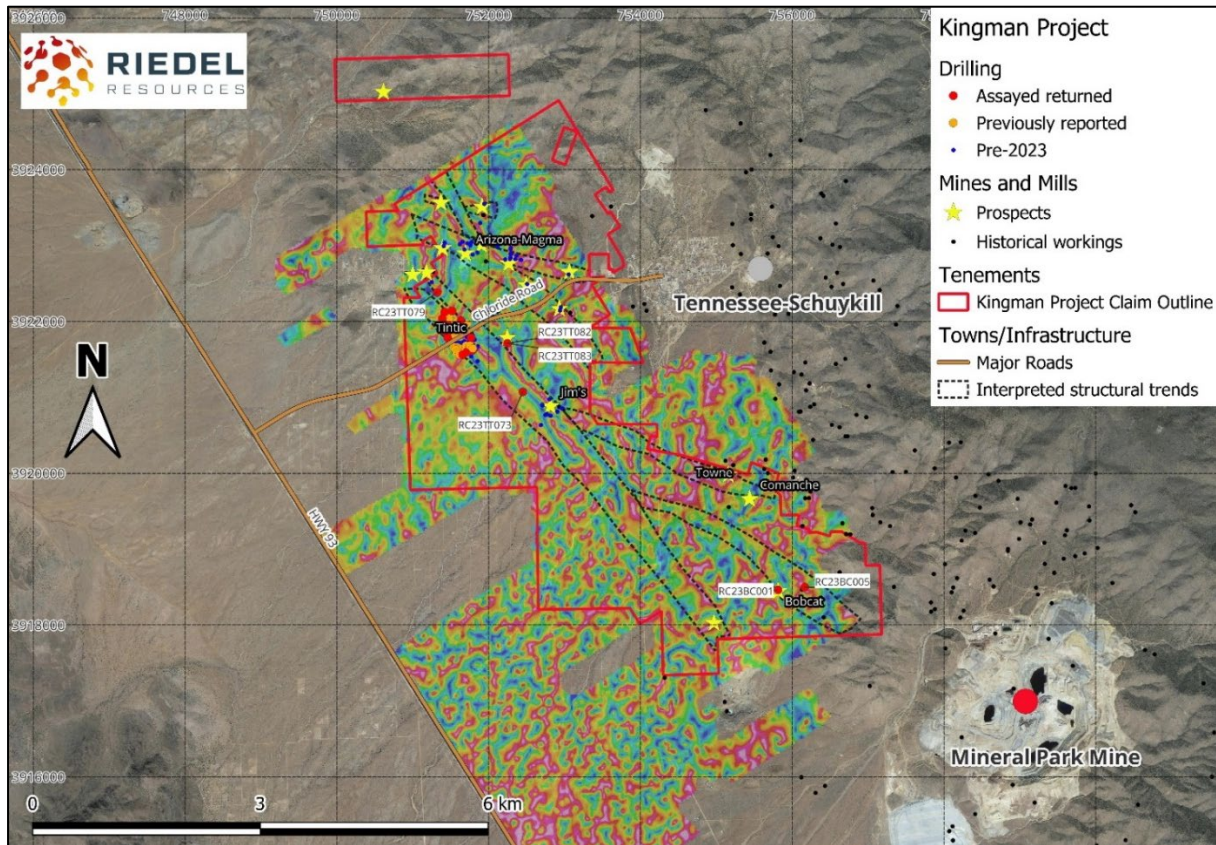 3926000
748000
750000
752000
754000
756000
RIEDEL
RESOURCES
Kingman Project
Drilling
Assayed returned
Previously reported
Pre-2023
Mines and Mills
Prospects
Historical workings
Tenements
Kingman Project Claim Outline
Towns/Infrastructure
Major Roads
Interpreted structural trends
3924000
Arizona-Magma
Chloride Road
Tennessee-Schuykill
RC23TT079
3922000
Tintic
RC23TT082
RC23TT083
N
Jim's
RC23TT073
3920000
Towne
Comanche
HWY 93
RC23BC001
RC23BC005
Bobcat
3918000
Mineral Park Mine
3916000
0
3
6 km